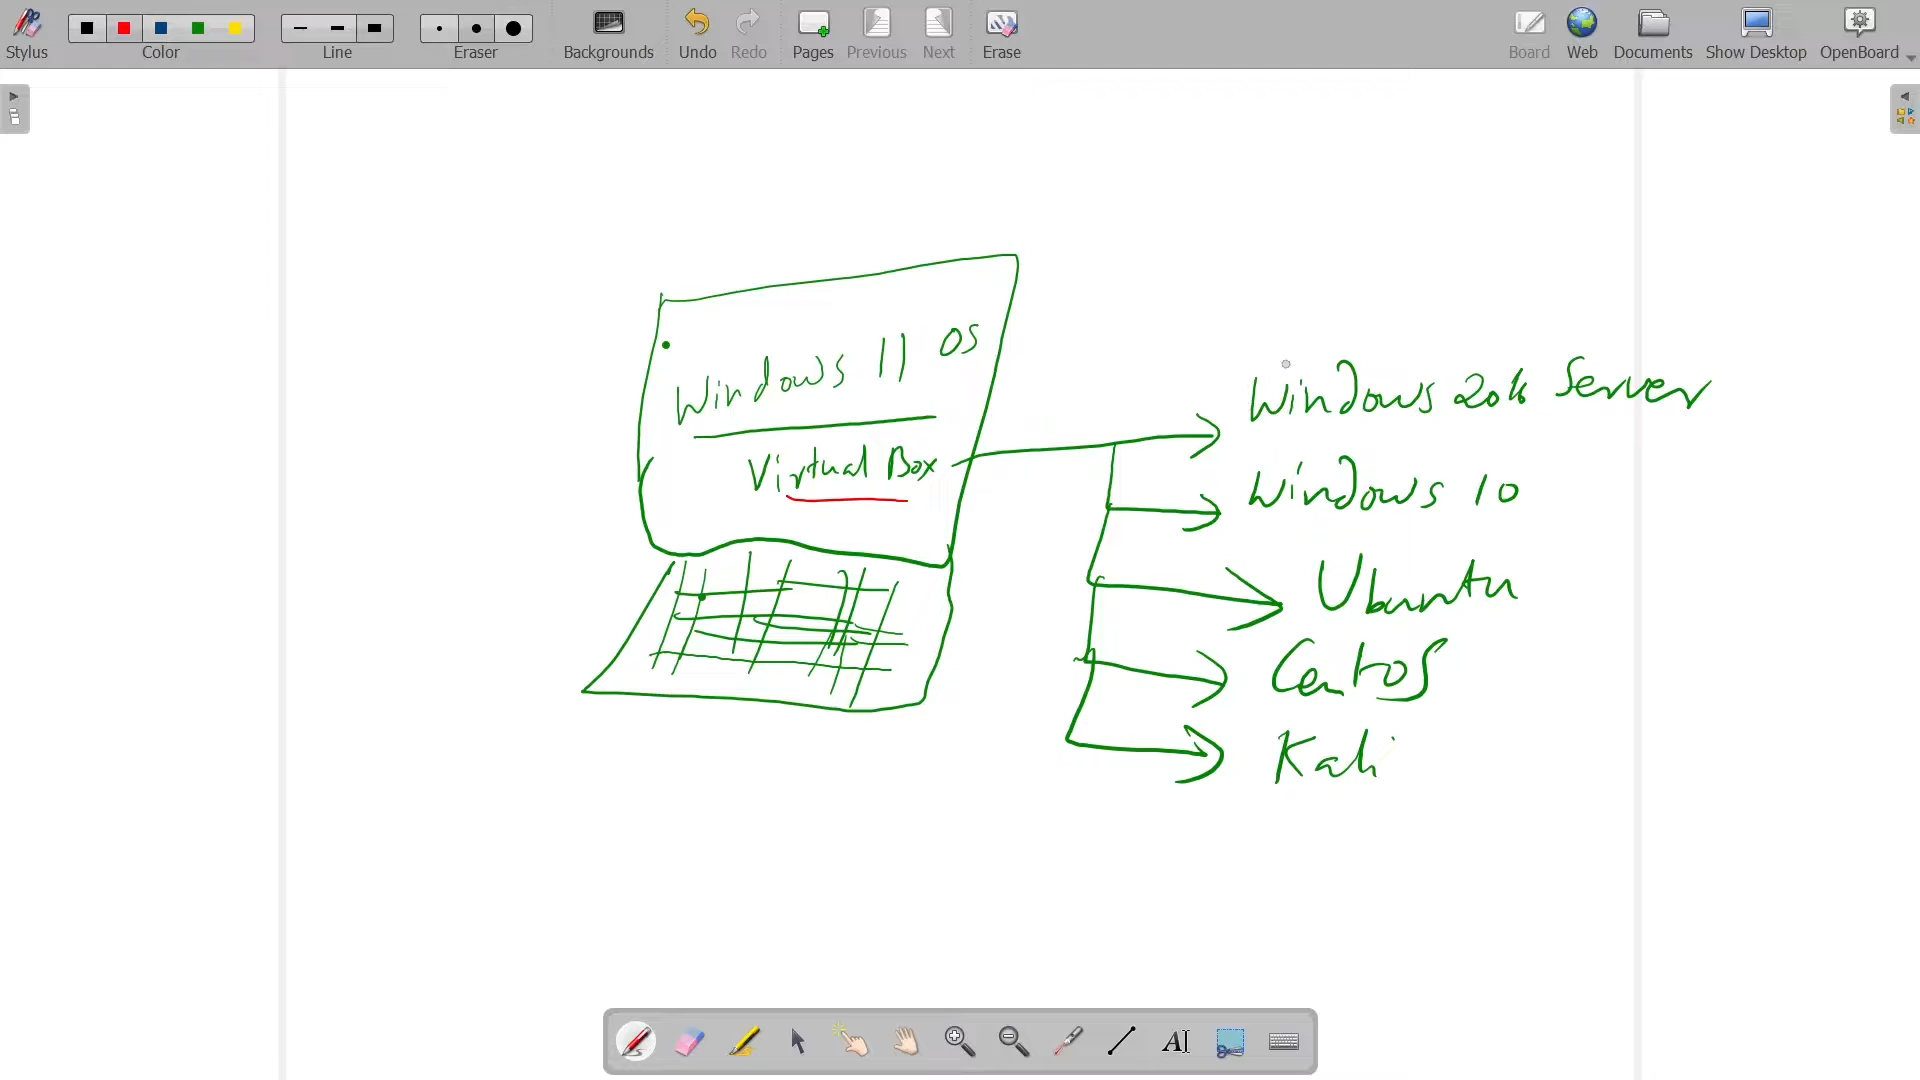 Stylus
Color
Line
Eraser
Backgrounds
Undo
Redo
Pages
Previous
Next
Erase
Board
Web
Documents
Show Desktop
OpenBoard
Windows 11 OS
Virtual Box
Windows 2016 Server
Windows 10
Ubuntu
CentOS
Kali